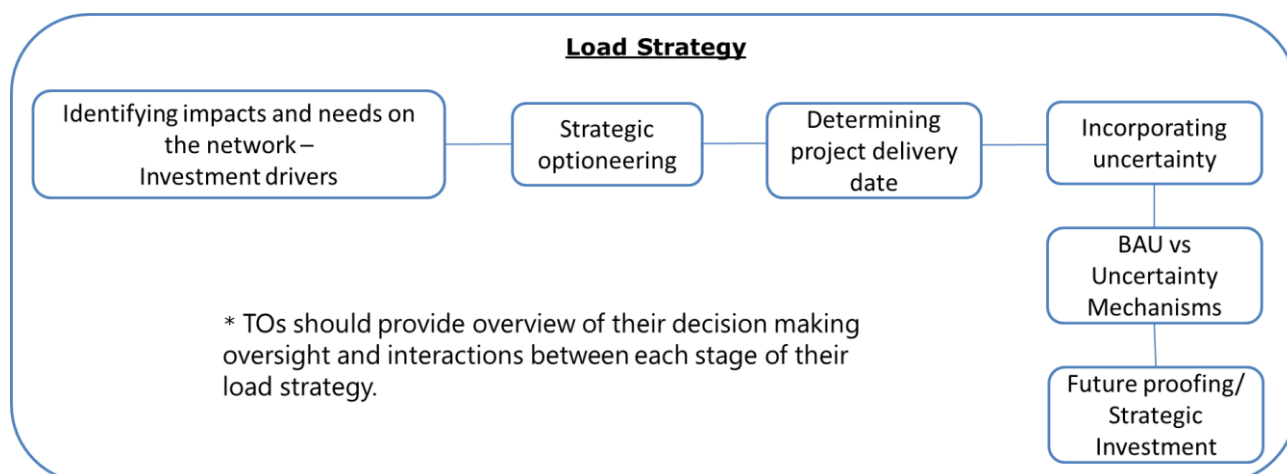 Load Strategy
Identifying impacts and needs on
the network –
Investment drivers
Strategic
optioneering
Determining
project delivery
date
Incorporating
uncertainty
BAU vs
Uncertainty
Mechanisms
Future proofing/
Strategic
Investment
* TOs should provide overview of their decision making
oversight and interactions between each stage of their
load strategy.